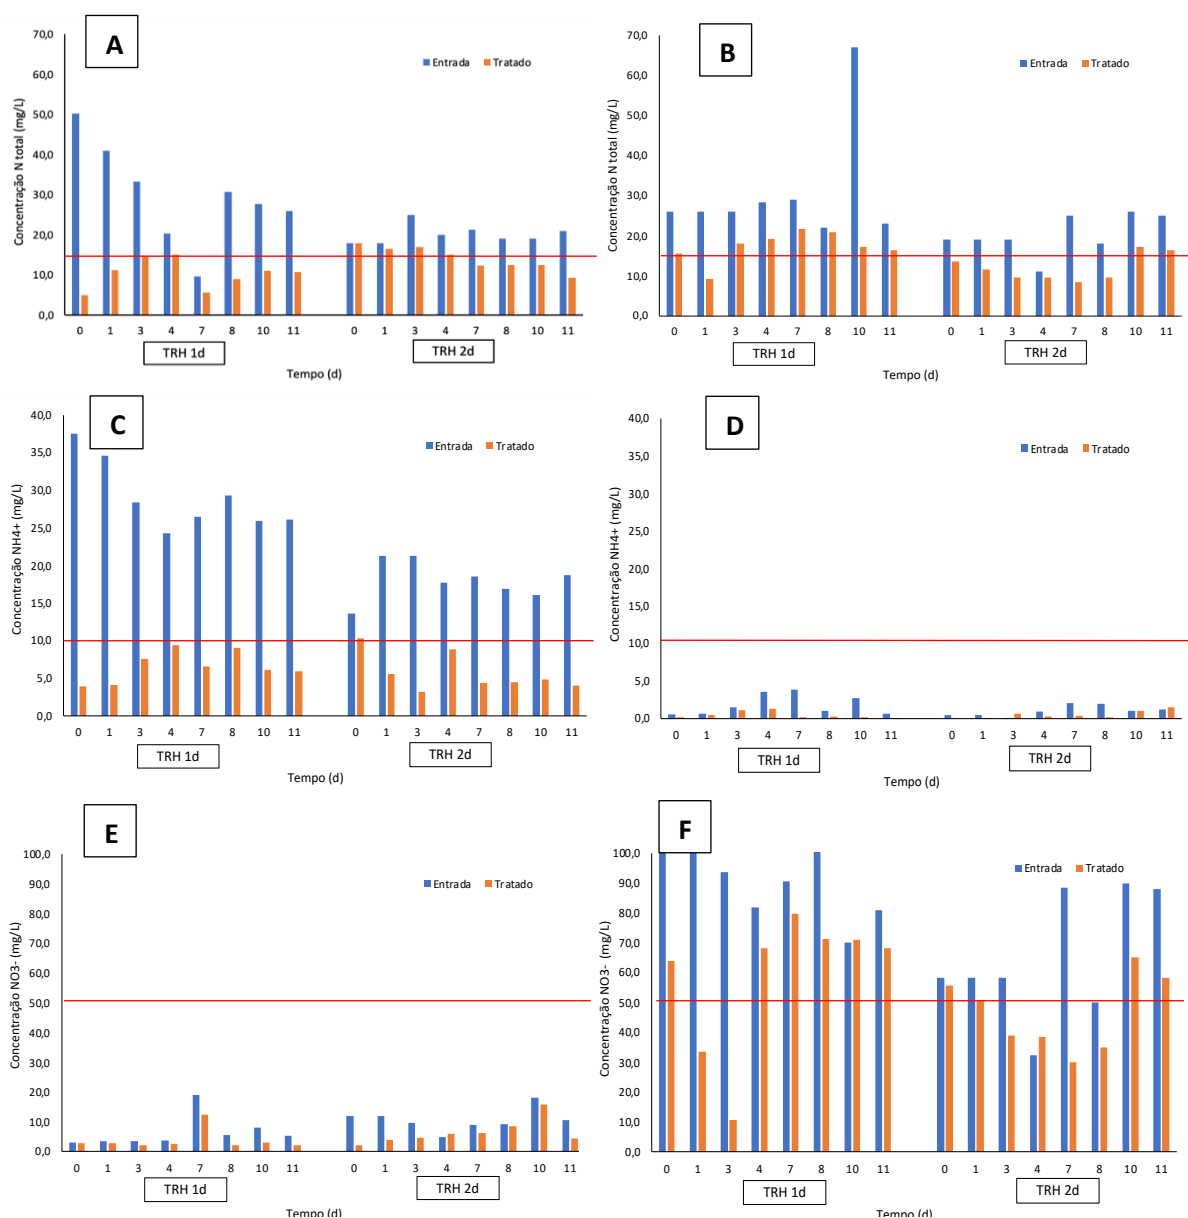 A
Concentração N total (mg/L)
70,0
60,0
50,0
40,0
30,0
20,0
10,0
0,0
Entrada Tratado
0 1 3 4 7 8 10 11 0 1 3 4 7 8 10 11
TRH 1d TRH 2d
Tempo (d)
B
Concentração N total (mg/L)
70,0
60,0
50,0
40,0
30,0
20,0
10,0
0,0
Entrada Tratado
0 1 3 4 7 8 10 11 0 1 3 4 7 8 10 11
TRH 1d TRH 2d
Tempo (d)
C
Concentração NH4+ (mg/L)
40,0
35,0
30,0
25,0
20,0
15,0
10,0
5,0
0,0
Entrada Tratado
0 1 3 4 7 8 10 11 0 1 3 4 7 8 10 11
TRH 1d TRH 2d
Tempo (d)
D
Concentração NH4+ (mg/L)
40,0
35,0
30,0
25,0
20,0
15,0
10,0
5,0
0,0
Entrada Tratado
0 1 3 4 7 8 10 11 0 1 3 4 7 8 10 11
TRH 1d TRH 2d
Tempo (d)
E
Concentração NO3- (mg/L)
100,0
90,0
80,0
70,0
60,0
50,0
40,0
30,0
20,0
10,0
0,0
Entrada Tratado
0 1 3 4 7 8 10 11 0 1 3 4 7 8 10 11
TRH 1d TRH 2d
Tempo (d)
F
Concentração NO3- (mg/L)
100,0
90,0
80,0
70,0
60,0
50,0
40,0
30,0
20,0
10,0
0,0
Entrada Tratado
0 1 3 4 7 8 10 11 0 1 3 4 7 8 10 11
TRH 1d TRH 2d
Tempo (d)